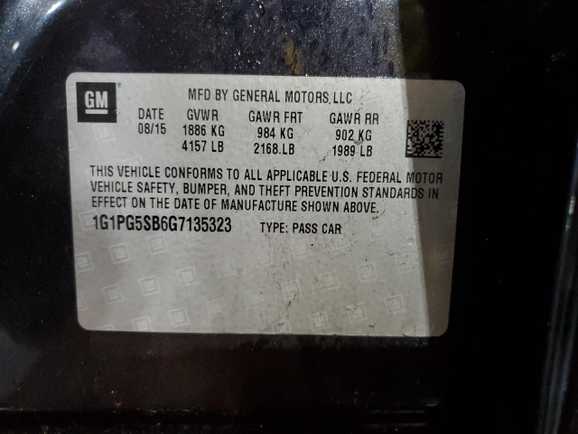 GM
MFD BY GENERAL MOTORS, LLC
DATE GVWR GAWR FRT GAWR RR
08/15 1886 KG 984 KG 902 KG
4157 LB 2168.LB 1989 LB
THIS VEHICLE CONFORMS TO ALL APPLICABLE U.S. FEDERAL MOTOR
VEHICLE SAFETY, BUMPER, AND THEFT PREVENTION STANDARDS IN
EFFECT ON THE DATE OF MANUFACTURE SHOWN ABOVE.
1G1PG5SB6G7135323 TYPE: PASS CAR